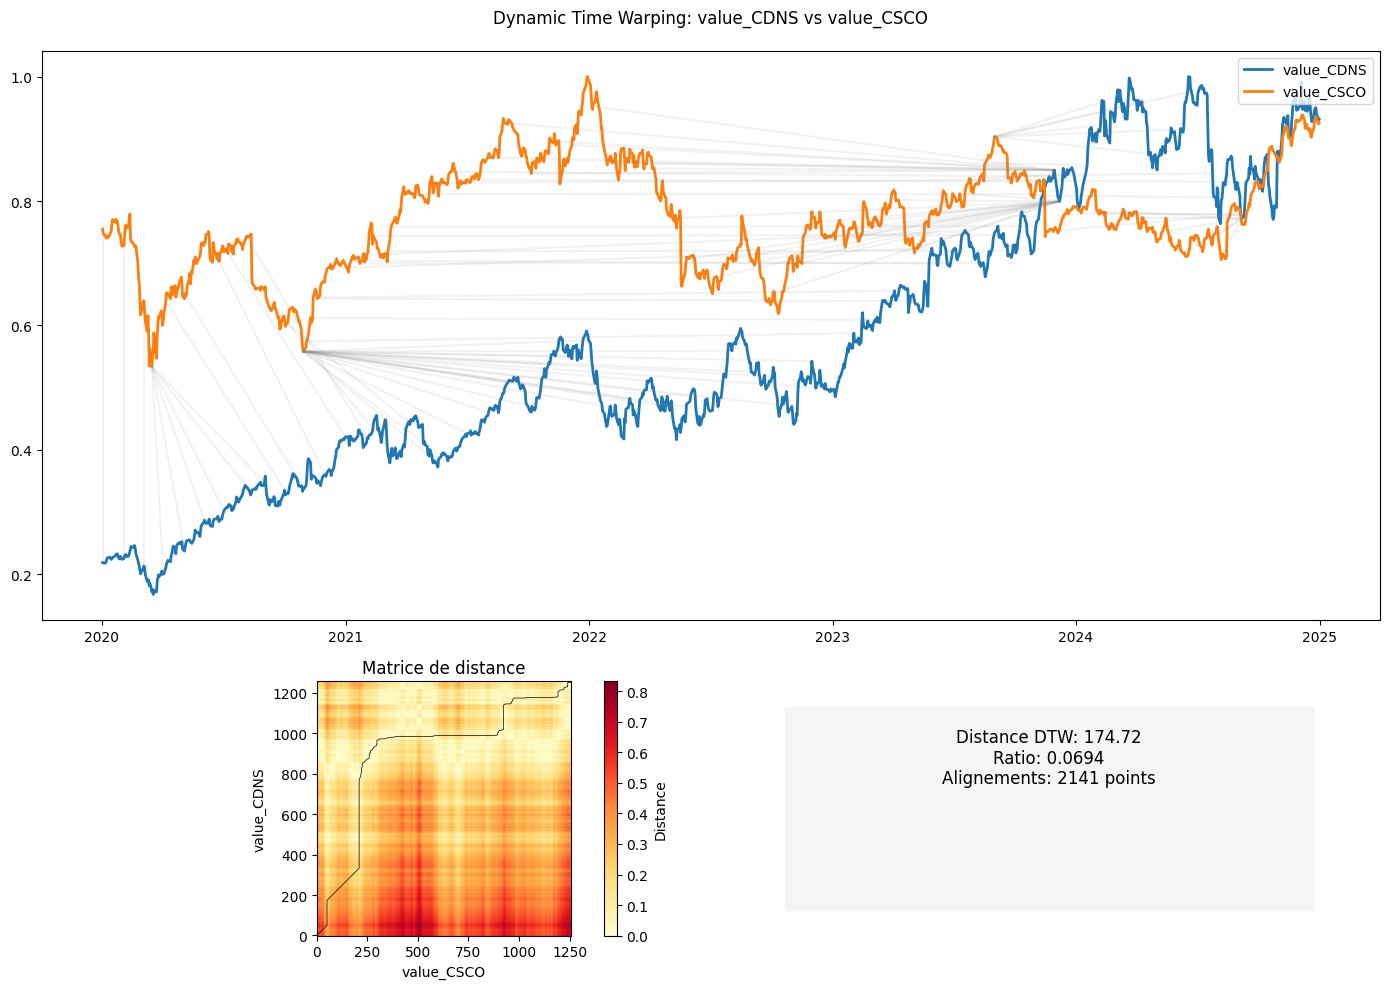 Dynamic Time Warping: value_CDNS vs value_CSCO
value_CDNS
value_CSCO
1.0
0.8
0.6
0.4
0.2
2020 2021 2022 2023 2024 2025
Matrice de distance
value_CDNS
1200
1000
800
600
400
200
0
0 250 500 750 1000 1250
value_CSCO
0.8
0.7
0.6
0.5
0.4
0.3
0.2
0.1
0.0
Distance
Distance DTW: 174.72
Ratio: 0.0694
Alignements: 2141 points